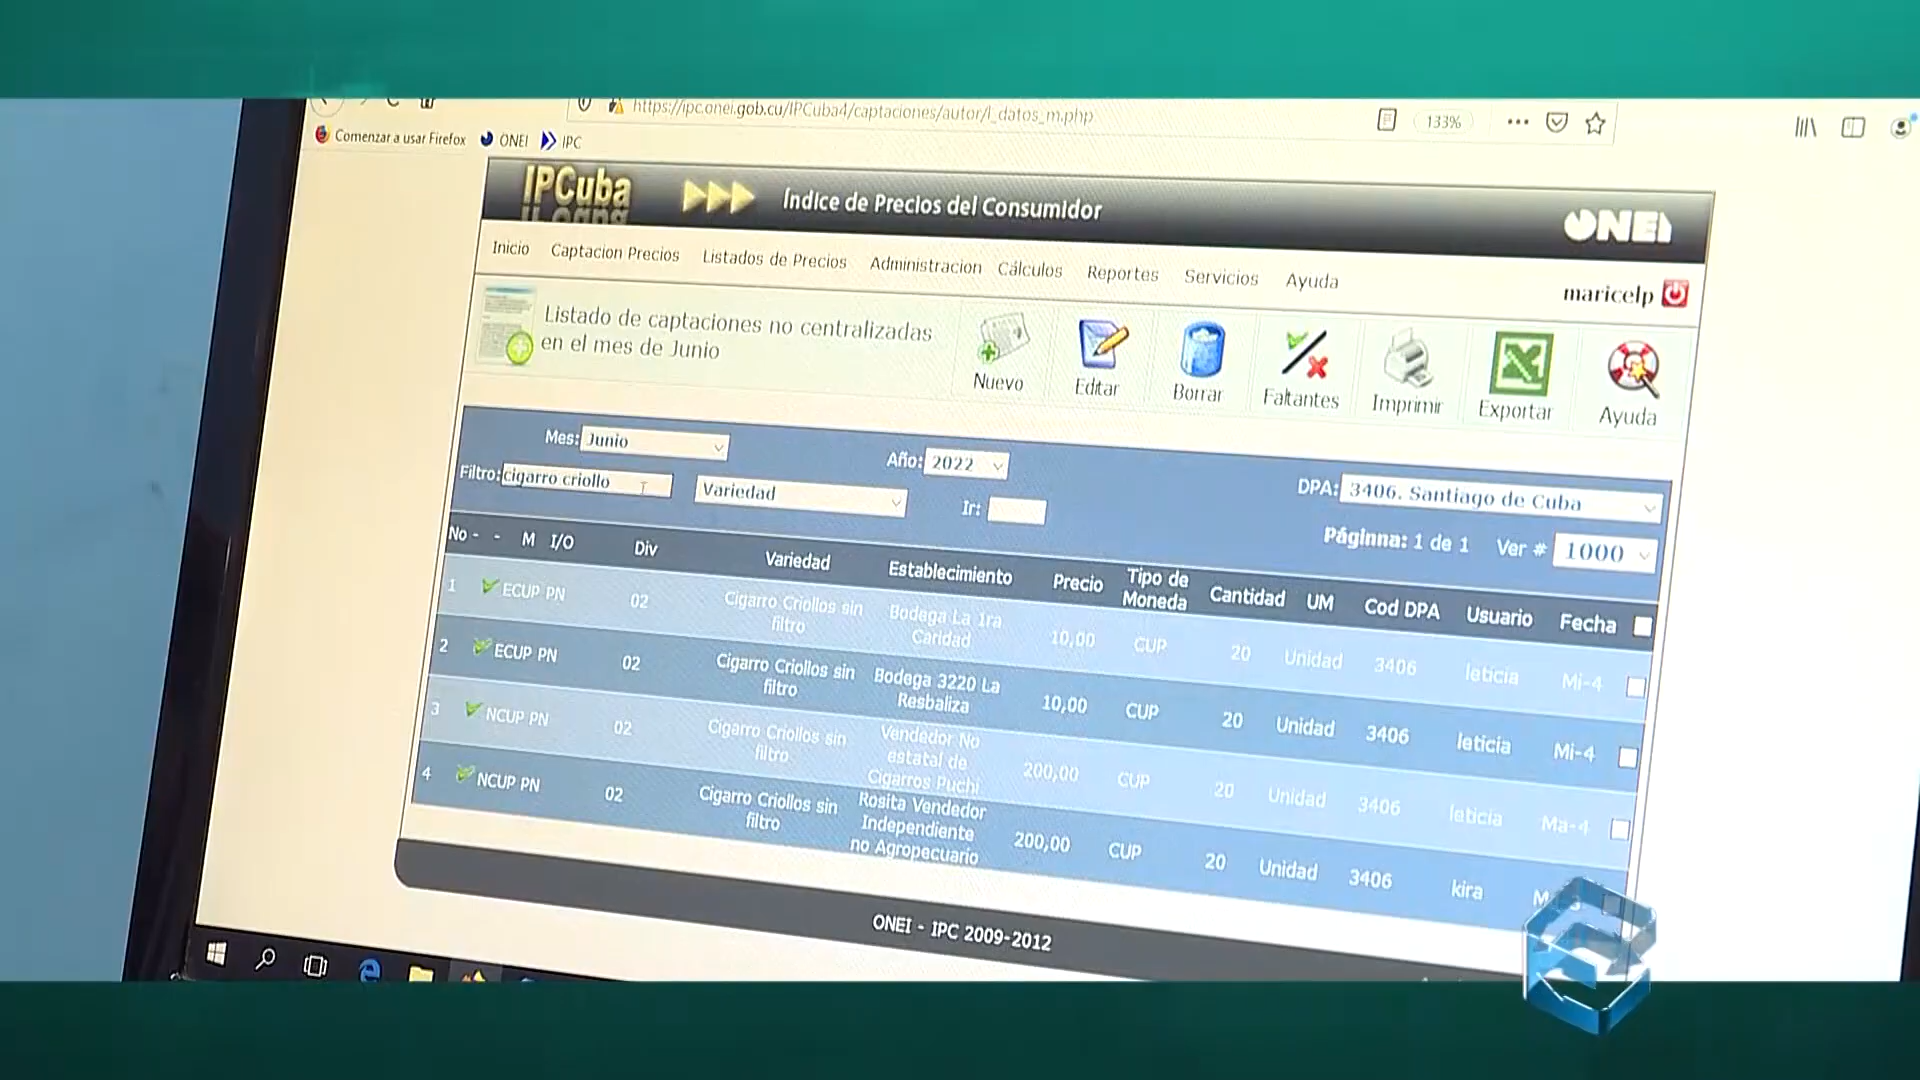 https://ipc.onei.gob.cu/IPCuba4/captaciones/autor/l_datos_m.php
133%
Comenzar a usar Firefox ONEI IPC
IPCuba Índice de Precios del Consumidor ONEI
Inicio Captacion Precios Listados de Precios Administracion Cálculos Reportes Servicios Ayuda
maricelp
Listado de captaciones no centralizadas
en el mes de Junio
Nuevo Editar Borrar Faltantes Imprimir Exportar Ayuda
Mes: Junio Año: 2022 DPA: 3406. Santiago de Cuba
Filtro: cigarro criollo Variedad Ir: Páginna: 1 de 1 Ver # 1000
No - - M I/O Div Variedad Establecimiento Precio Tipo de Moneda Cantidad UM Cod DPA Usuario Fecha
1 ECUP PN 02 Cigarro Criollos sin filtro Bodega La 1ra Caridad 10,00 CUP 20 Unidad 3406 leticia Mi-4
2 ECUP PN 02 Cigarro Criollos sin filtro Bodega 3220 La Resbaliza 10,00 CUP 20 Unidad 3406 leticia Mi-4
3 NCUP PN 02 Cigarro Criollos sin filtro Vendedor No estatal de Cigarros Puchi 200,00 CUP 20 Unidad 3406 leticia Ma-4
4 NCUP PN 02 Cigarro Criollos sin filtro Rosita Vendedor Independiente no Agropecuario 200,00 CUP 20 Unidad 3406 kira
ONEI - IPC 2009-2012